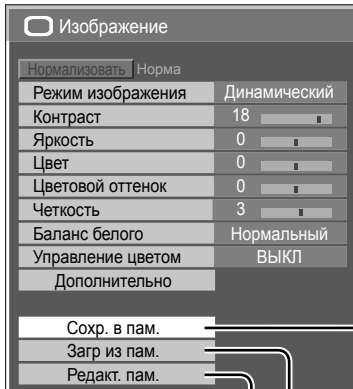 Изображение
Нормализовать Норма
Режим изображения Динамический
Контраст 18
Яркость 0
Цвет 0
Цветовой оттенок 0
Четкость 3
Баланс белого Нормальный
Управление цветом ВЫКЛ
Дополнительно
Сохр. в пам.
Загр из пам.
Редакт. пам.